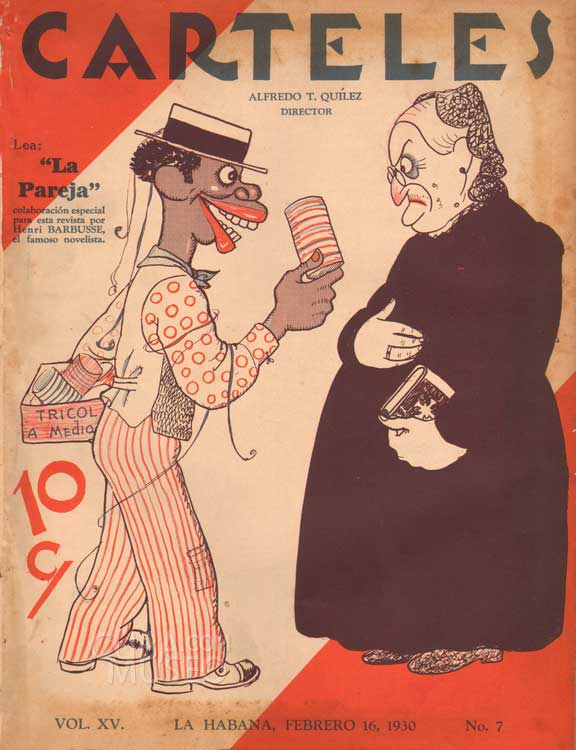 CARTELES
ALFREDO T. QUÍLEZ
DIRECTOR
Lea:
"La
Pareja"
colaboración especial
para esta revista por
Henri BARBUSSE,
el famoso novelista.
TRICOL
A MEDIO
10
¢
VOL. XV. LA HABANA, FEBRERO 16, 1930 No. 7